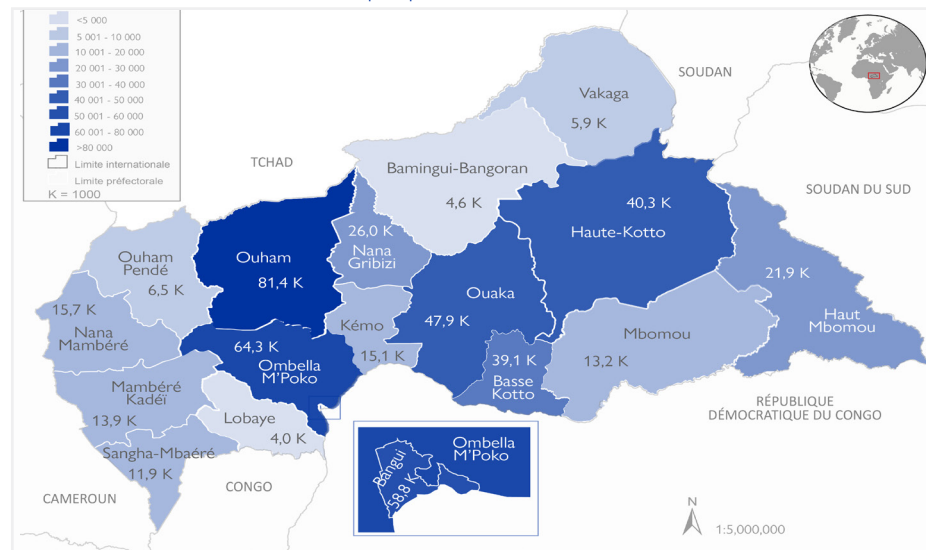 <5 000
5 001 - 10 000
10 001 - 20 000
20 001 - 30 000
30 001 - 40 000
40 001 - 50 000
50 001 - 60 000
60 001 - 80 000
>80 000
Limite internationale
Limite préfectorale
K = 1000
SOUDAN
Vakaga
5,9 K
TCHAD
Bamingui-Bangoran
4,6 K
SOUDAN DU SUD
40,3 K
Haute-Kotto
26,0 K
Nana
Gribizi
Ouham
81,4 K
Ouham
Pendé
6,5 K
21,9 K
Haut
Mbomou
Ouaka
47,9 K
15,7 K
Nana
Mambéré
Kémo
15,1 K
64,3 K
Ombella
M'Poko
Mbomou
13,2 K
39,1 K
Basse
Kotto
Mambéré
Kadéï
13,9 K
Lobaye
4,0 K
RÉPUBLIQUE
DÉMOCRATIQUE DU CONGO
Sangha-Mbaéré
11,9 K
Ombella
M'Poko
Bangui
58,8 K
CAMEROUN
CONGO
N
1:5,000,000